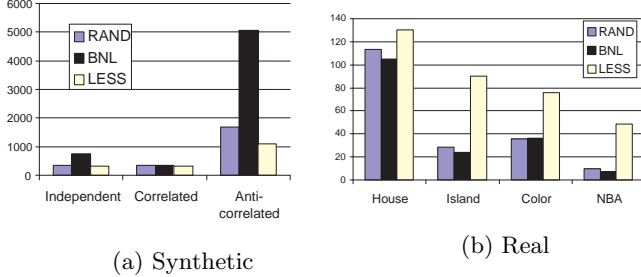 6000
5000
4000
3000
2000
1000
0
RAND
BNL
LESS
Independent
Correlated
Anti-
correlated
(a) Synthetic
140
120
100
80
60
40
20
0
RAND
BNL
LESS
House
Island
Color
NBA
(b) Real